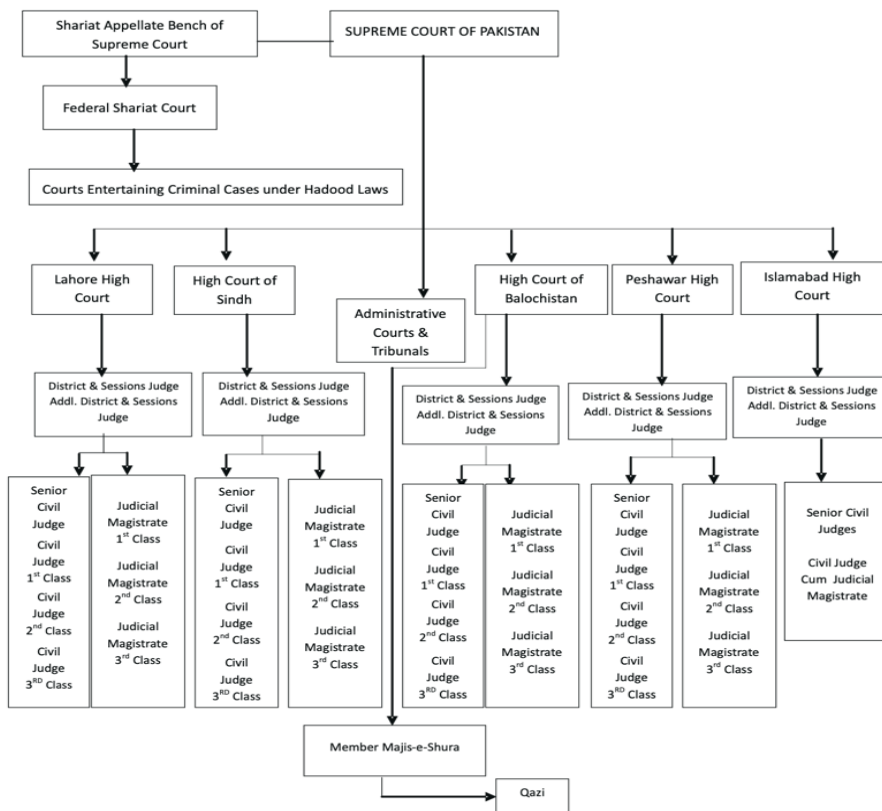 Shariat Appellate Bench of
Supreme Court
SUPREME COURT OF PAKISTAN
Federal Shariat Court
Courts Entertaining Criminal Cases under Hadood Laws
Lahore High
Court
High Court of
Sindh
Administrative
Courts &
Tribunals
High Court of
Balochistan
Peshawar High
Court
Islamabad High
Court
District & Sessions Judge
Addl. District & Sessions
Judge
District & Sessions Judge
Addl. District & Sessions
Judge
District & Sessions Judge
Addl. District & Sessions
Judge
District & Sessions Judge
Addl. District & Sessions
Judge
District & Sessions Judge
Addl. District & Sessions
Judge
Senior
Civil
Judge
Civil
Judge
1st Class
Civil
Judge
2nd Class
Civil
Judge
3RD Class
Judicial
Magistrate
1st Class
Judicial
Magistrate
2nd Class
Judicial
Magistrate
3rd Class
Senior
Civil
Judge
Civil
Judge
1st Class
Civil
Judge
2nd Class
Civil
Judge
3RD Class
Judicial
Magistrate
1st Class
Judicial
Magistrate
2nd Class
Judicial
Magistrate
3rd Class
Senior
Civil
Judge
Civil
Judge
1st Class
Civil
Judge
2nd Class
Civil
Judge
3RD Class
Judicial
Magistrate
1st Class
Judicial
Magistrate
2nd Class
Judicial
Magistrate
3rd Class
Senior
Civil
Judge
Civil
Judge
1st Class
Civil
Judge
2nd Class
Civil
Judge
3RD Class
Judicial
Magistrate
1st Class
Judicial
Magistrate
2nd Class
Judicial
Magistrate
3rd Class
Senior Civil
Judges
Civil Judge
Cum Judicial
Magistrate
Member Majis-e-Shura
Qazi